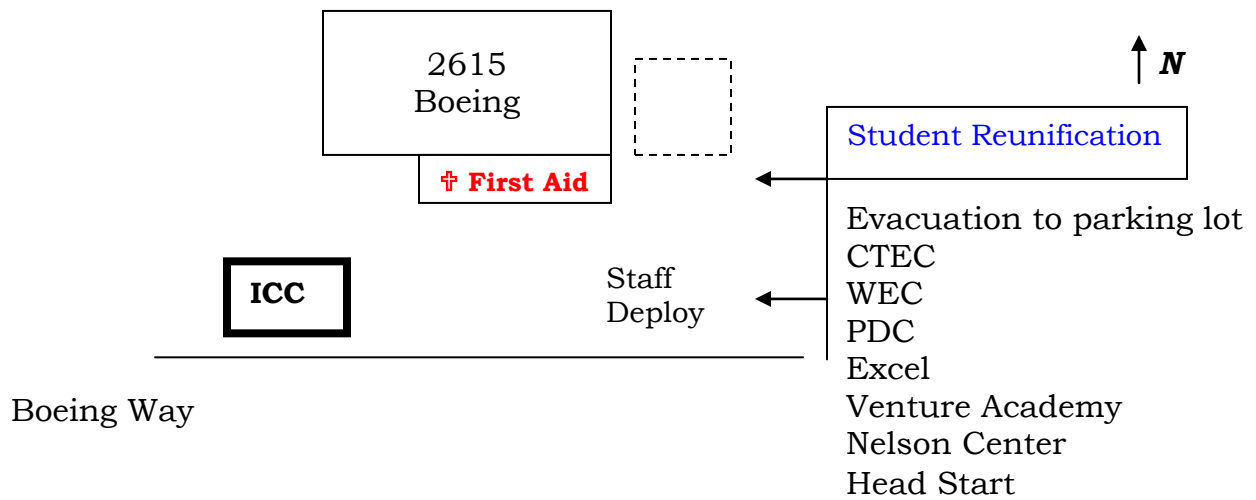 2615
Boeing
N
Student Reunification
✞ First Aid
Evacuation to parking lot
CTEC
WEC
PDC
Excel
Venture Academy
Nelson Center
Head Start
ICC
Staff
Deploy
Boeing Way